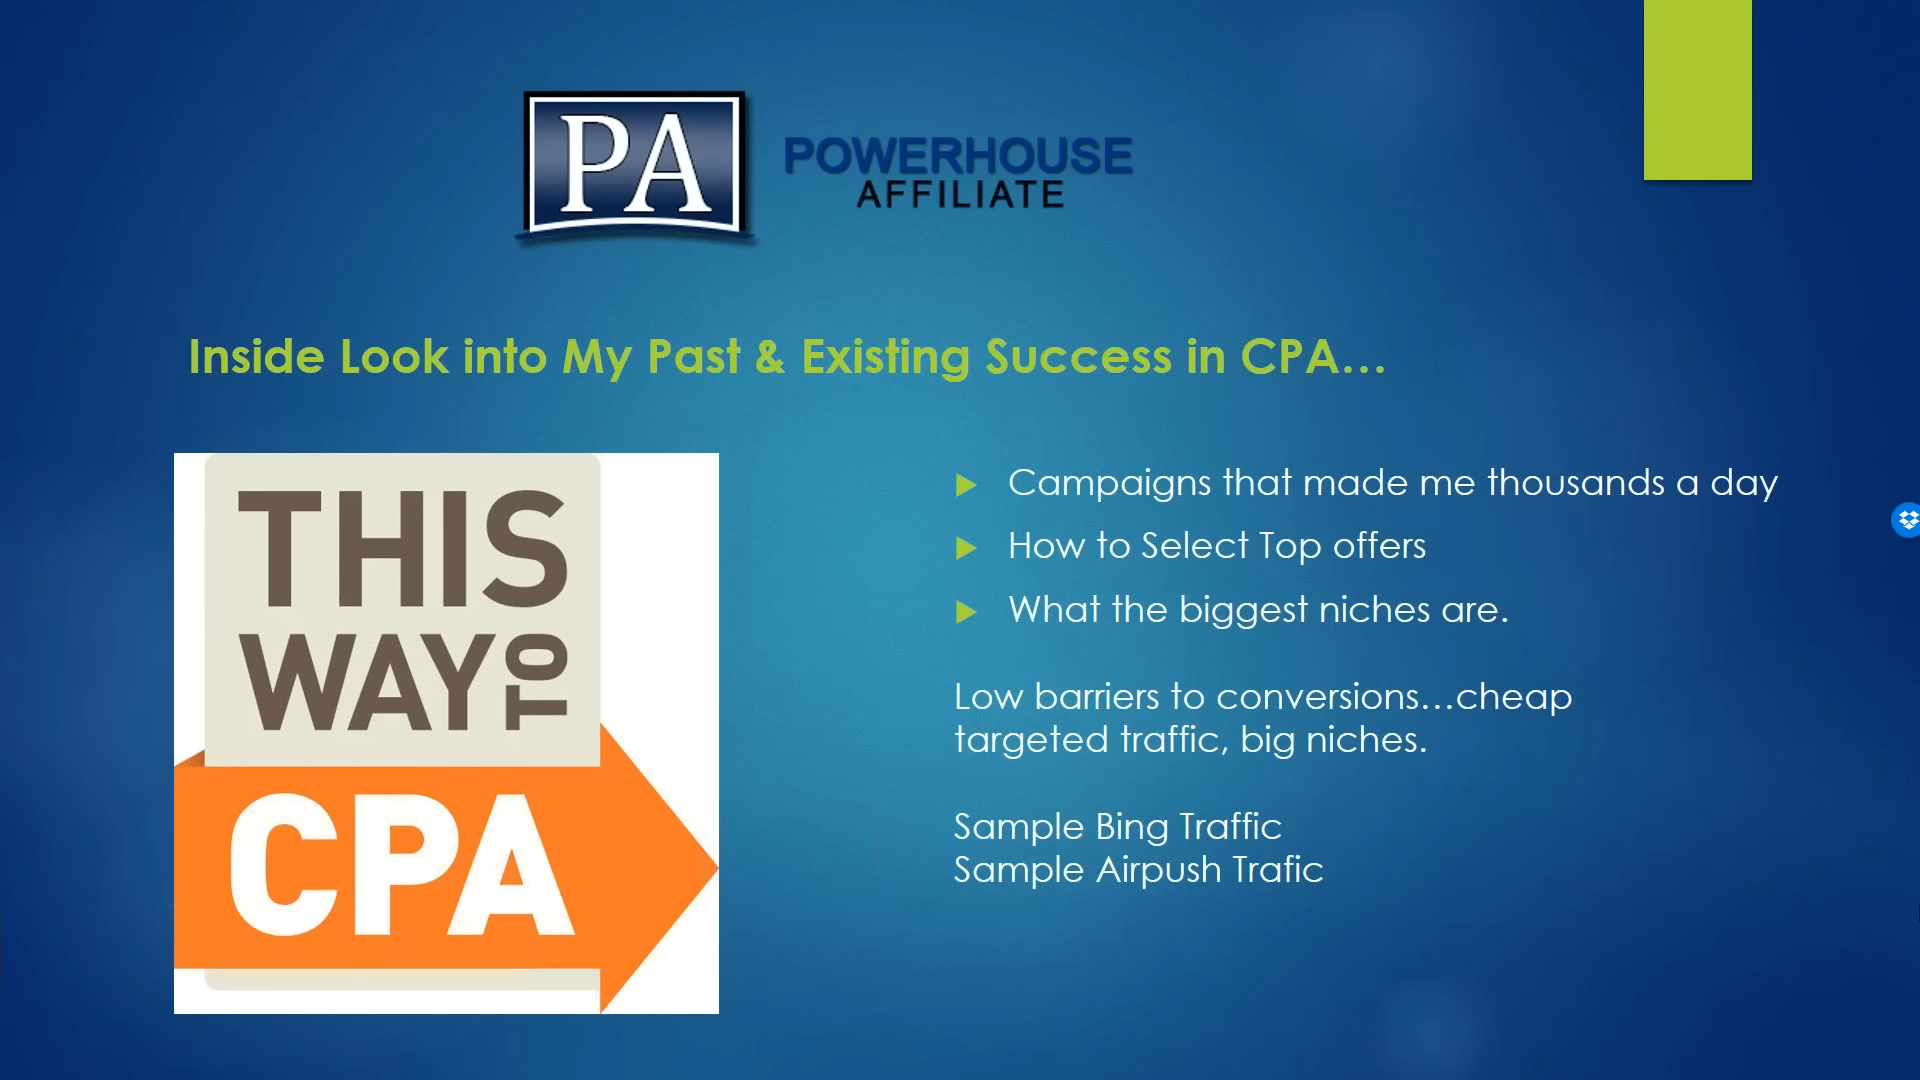 PA
POWERHOUSE
AFFILIATE
Inside Look into My Past & Existing Success in CPA...
THIS
WAY TO
CPA
Campaigns that made me thousands a day
How to Select Top offers
What the biggest niches are.
Low barriers to conversions...cheap
targeted traffic, big niches.
Sample Bing Traffic
Sample Airpush Trafic